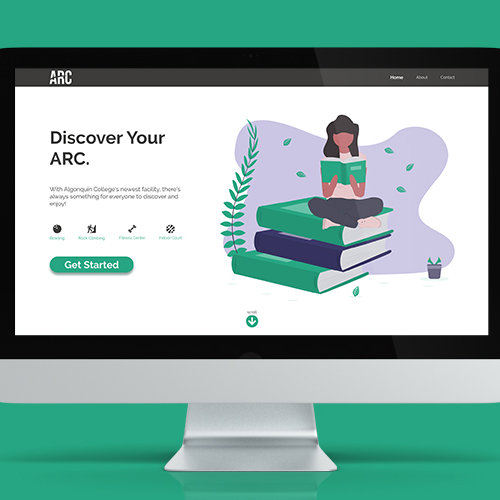 ARC
Home About Contact
Discover Your
ARC.
With Algonquin College's newest facility, there's
always something for everyone to discover and
enjoy!
Bowling Rock Climbing Fitness Center Indoor Court
Get Started
scroll